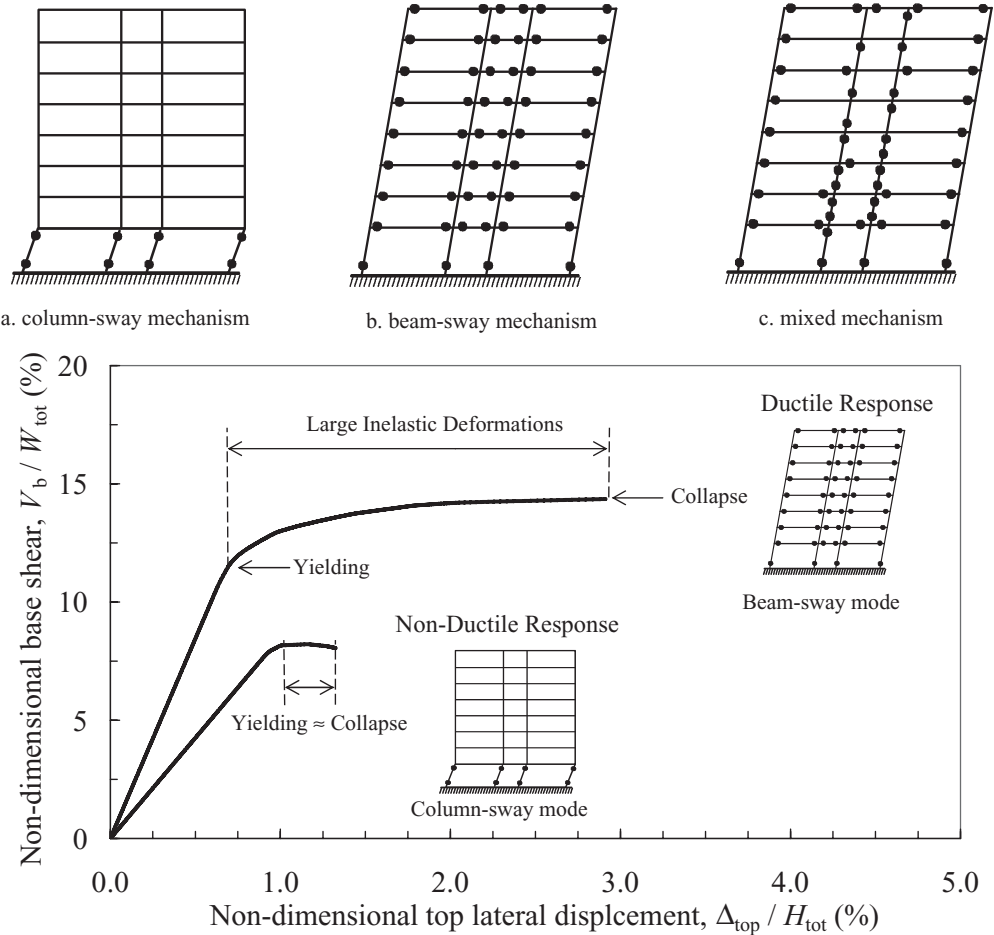 a. column-sway mechanism
b. beam-sway mechanism
c. mixed mechanism
Non-dimensional base shear, V_b / W_tot (%)
20
15
10
5
0
Large Inelastic Deformations
Ductile Response
Collapse
Yielding
Beam-sway mode
Non-Ductile Response
Yielding ≈ Collapse
Column-sway mode
0.0 1.0 2.0 3.0 4.0 5.0
Non-dimensional top lateral displcement, Δ_top / H_tot (%)